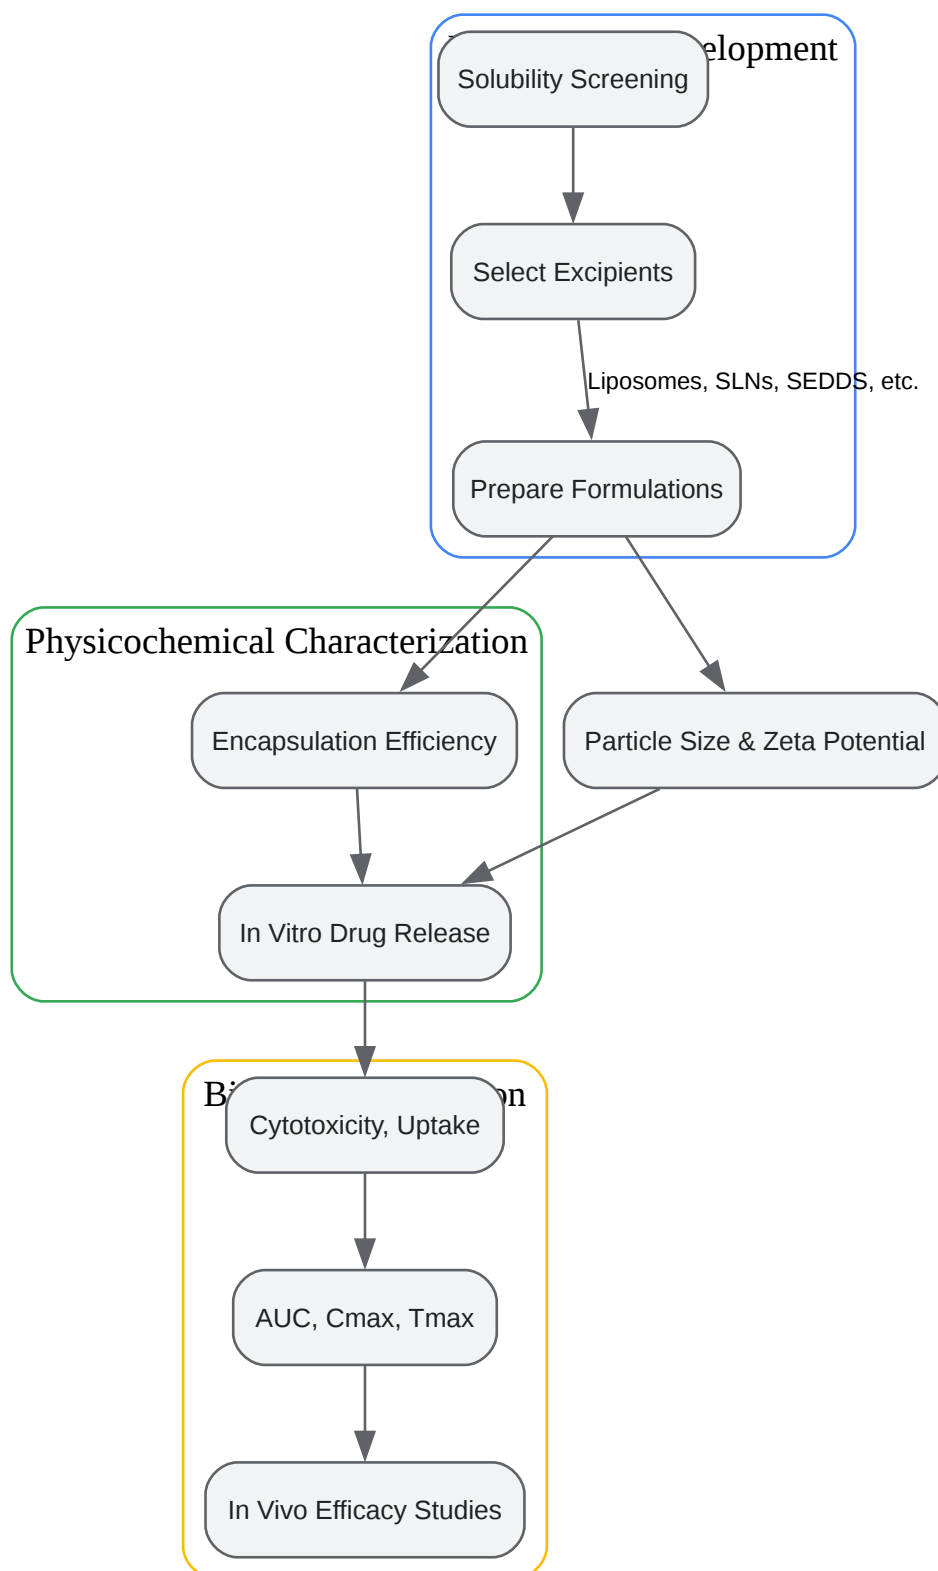 elopment
Solubility Screening
Select Excipients
Liposomes, SLNs, SEDDS, etc.
Prepare Formulations
Physicochemical Characterization
Encapsulation Efficiency
Particle Size & Zeta Potential
In Vitro Drug Release
Cytotoxicity, Uptake
AUC, Cmax, Tmax
In Vivo Efficacy Studies